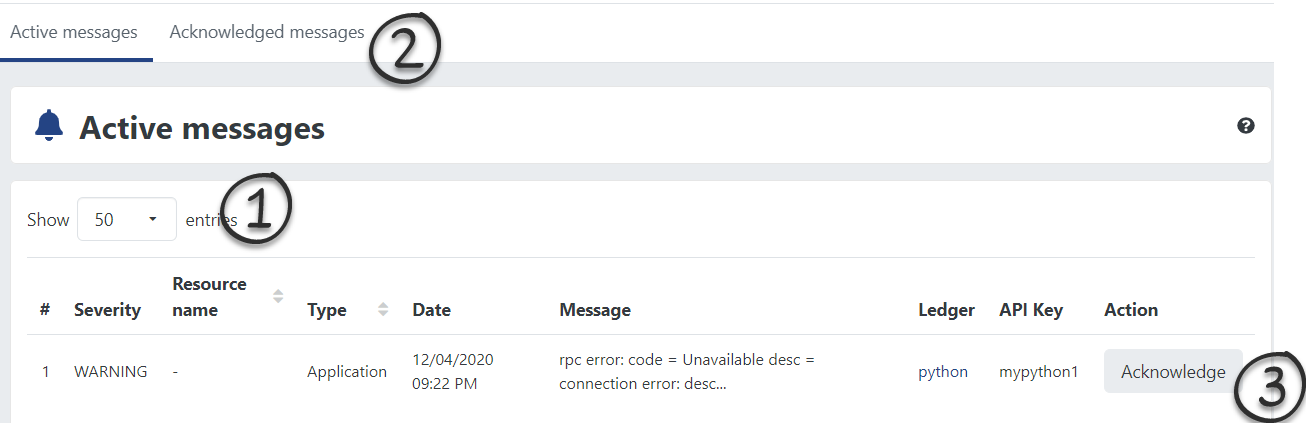 Active messages Acknowledged messages 2
Active messages ?
1
Show 50 entries
# Severity Resource name Type Date Message Ledger API Key Action
1 WARNING - Application 12/04/2020 rpc error: code = Unavailable desc = python mypython1 Acknowledge
09:22 PM connection error: desc...
3